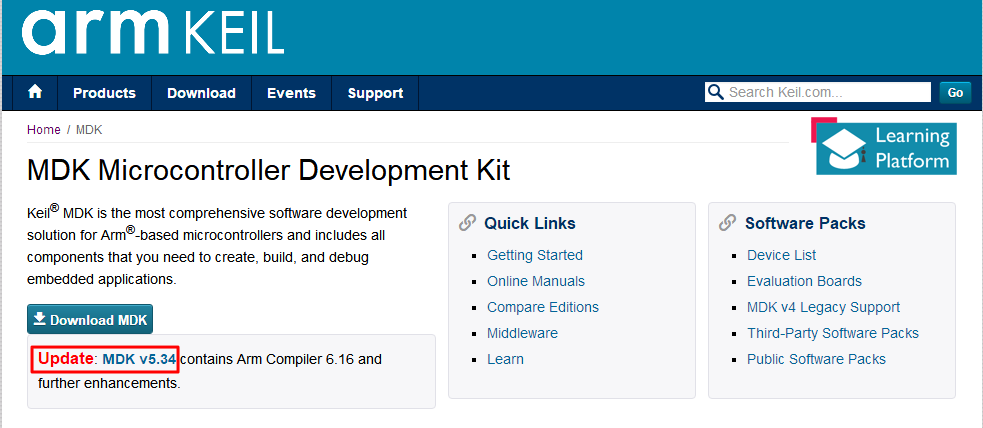 arm KEIL
Products Download Events Support Search Keil.com... Go
Home / MDK
Learning
Platform
MDK Microcontroller Development Kit
Keil® MDK is the most comprehensive software development
solution for Arm®-based microcontrollers and includes all
components that you need to create, build, and debug
embedded applications.
Download MDK
Update: MDK v5.34 contains Arm Compiler 6.16 and
further enhancements.
Quick Links
Getting Started
Online Manuals
Compare Editions
Middleware
Learn
Software Packs
Device List
Evaluation Boards
MDK v4 Legacy Support
Third-Party Software Packs
Public Software Packs